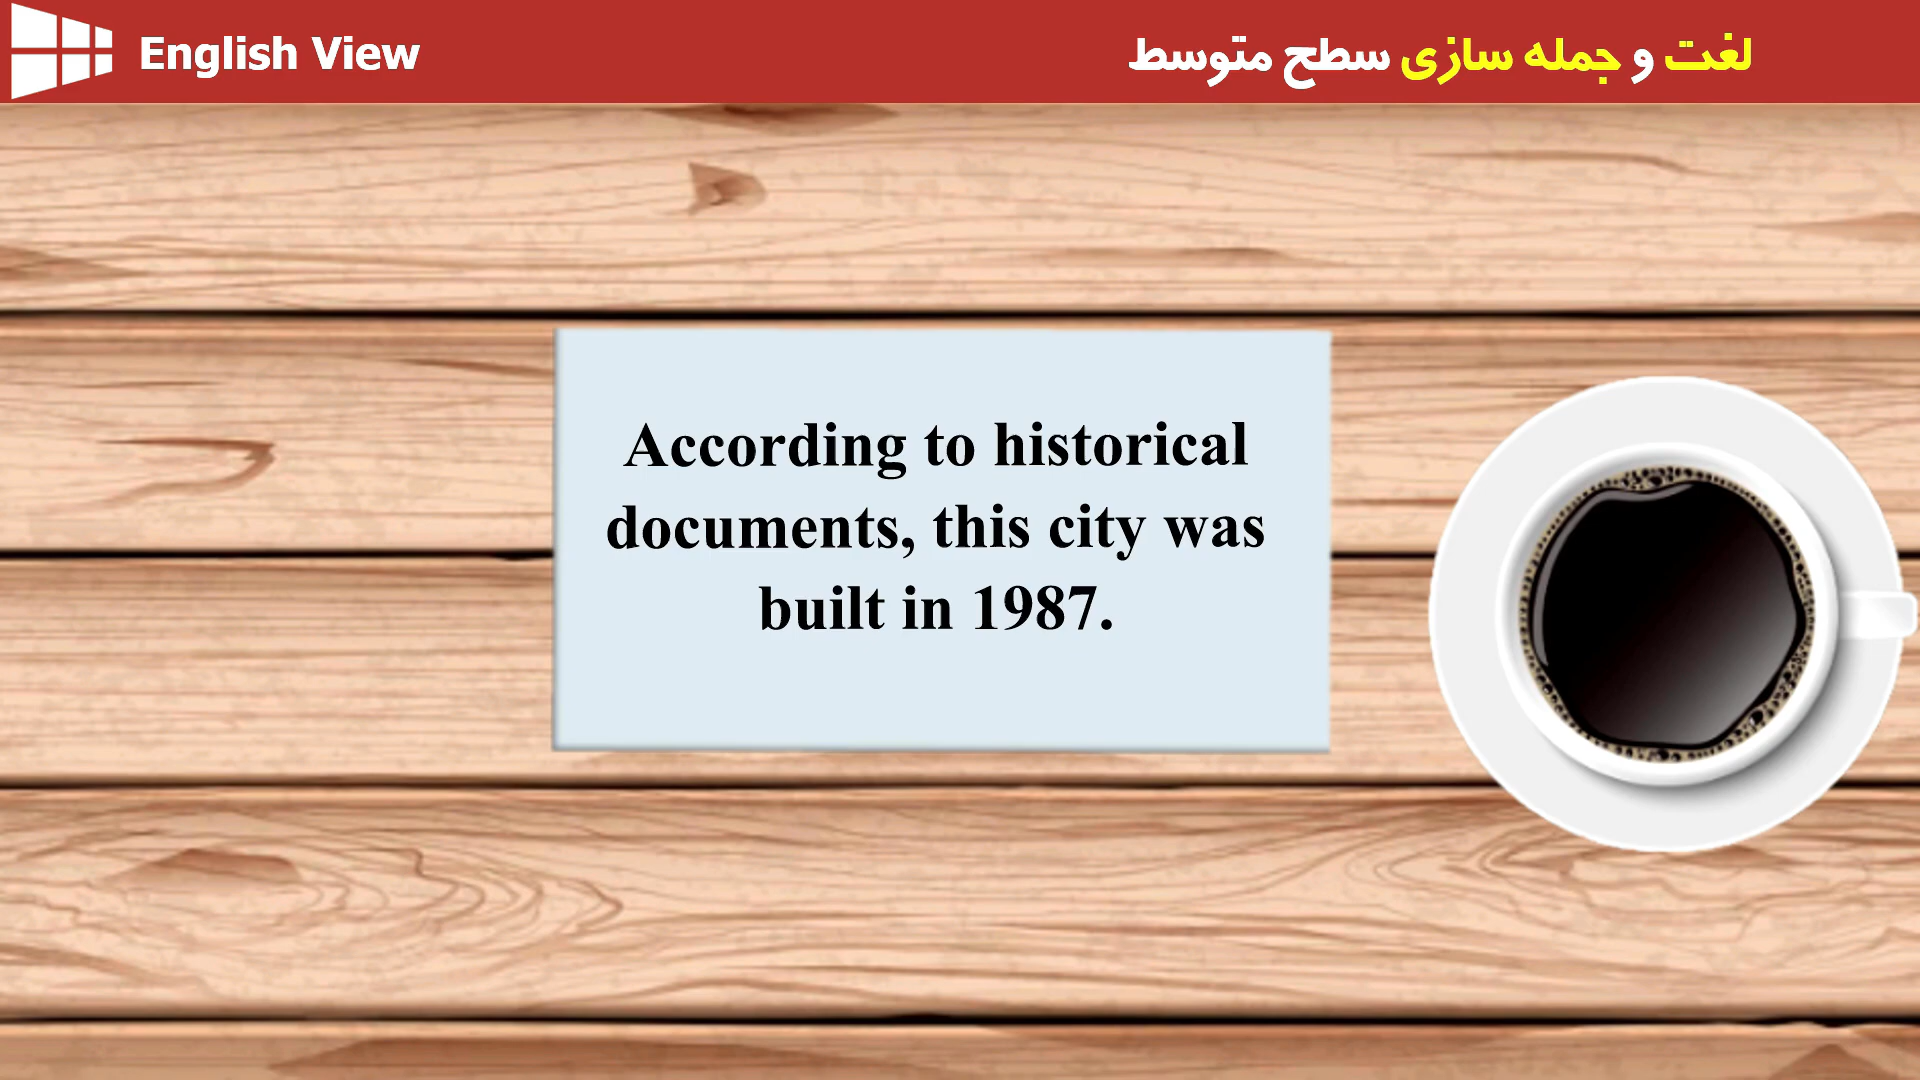 English View
لغت و جمله سازی سطح متوسط
According to historical
documents, this city was
built in 1987.